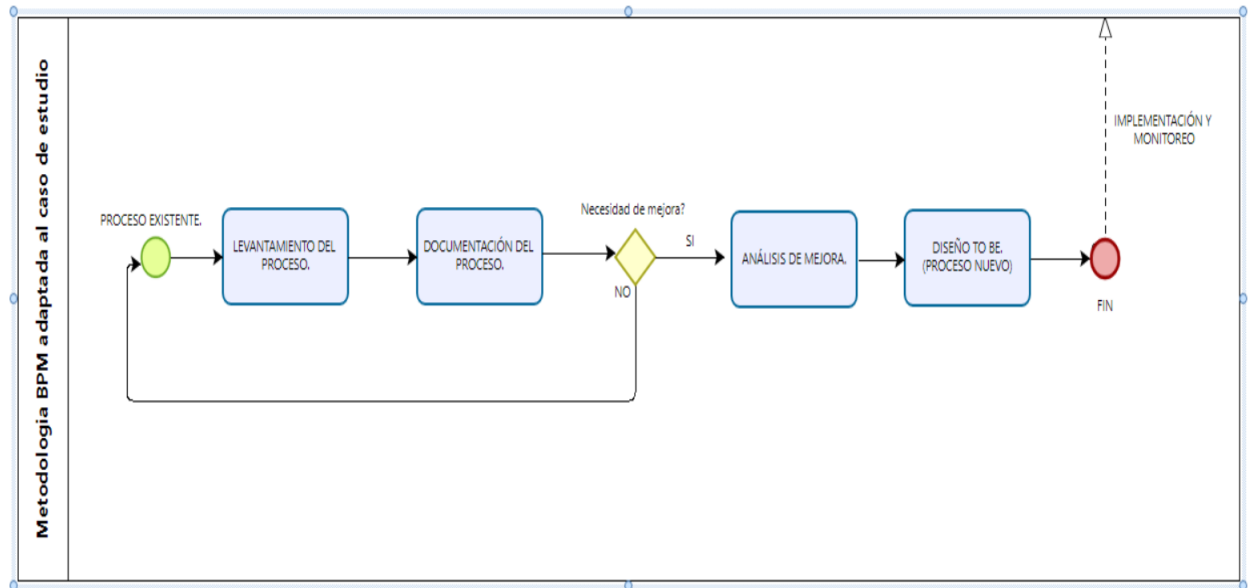 Metodologia BPM adaptada al caso de estudio
PROCESO EXISTENTE.
LEVANTAMIENTO DEL
PROCESO.
DOCUMENTACIÓN DEL
PROCESO.
Necesidad de mejora?
SI
NO
ANÁLISIS DE MEJORA.
DISEÑO TO BE.
(PROCESO NUEVO)
FIN
IMPLEMENTACIÓN Y
MONITOREO